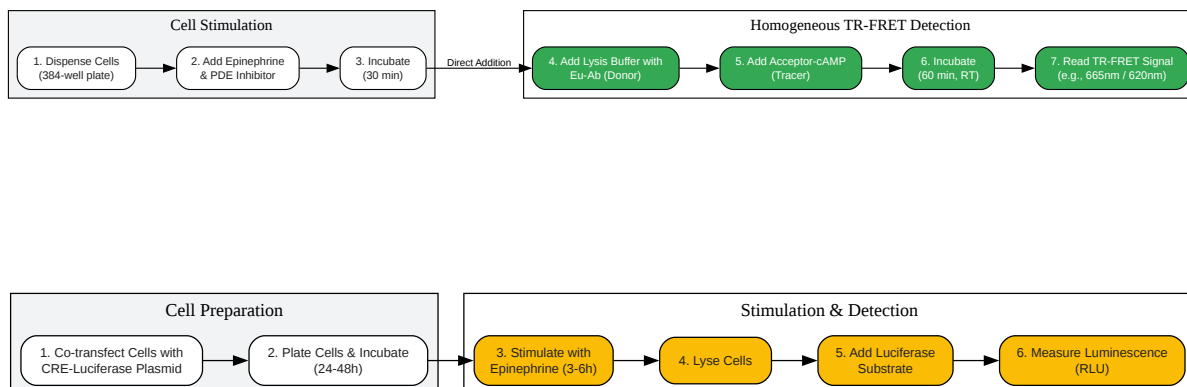 Cell Stimulation
1. Dispense Cells
(384-well plate)
2. Add Epinephrine
& PDE Inhibitor
3. Incubate
(30 min)
Direct Addition
Homogeneous TR-FRET Detection
4. Add Lysis Buffer with
Eu-Ab (Donor)
5. Add Acceptor-cAMP
(Tracer)
6. Incubate
(60 min, RT)
7. Read TR-FRET Signal
(e.g., 665nm / 620nm)
Cell Preparation
1. Co-transfect Cells with
CRE-Luciferase Plasmid
2. Plate Cells & Incubate
(24-48h)
Stimulation & Detection
3. Stimulate with
Epinephrine (3-6h)
4. Lyse Cells
5. Add Luciferase
Substrate
6. Measure Luminescence
(RLU)